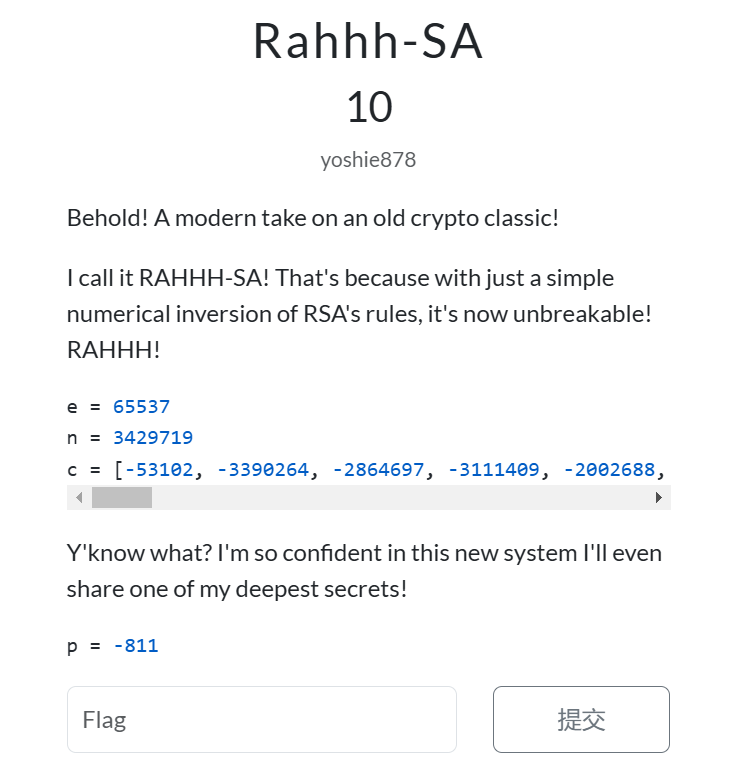 Rahhh-SA
10
yoshie878
Behold! A modern take on an old crypto classic!
I call it RAHHH-SA! That's because with just a simple
numerical inversion of RSA's rules, it's now unbreakable!
RAHHH!
e = 65537
n = 3429719
c = [-53102, -3390264, -2864697, -3111409, -2002688,
Y'know what? I'm so confident in this new system I'll even
share one of my deepest secrets!
p = -811
Flag
提交